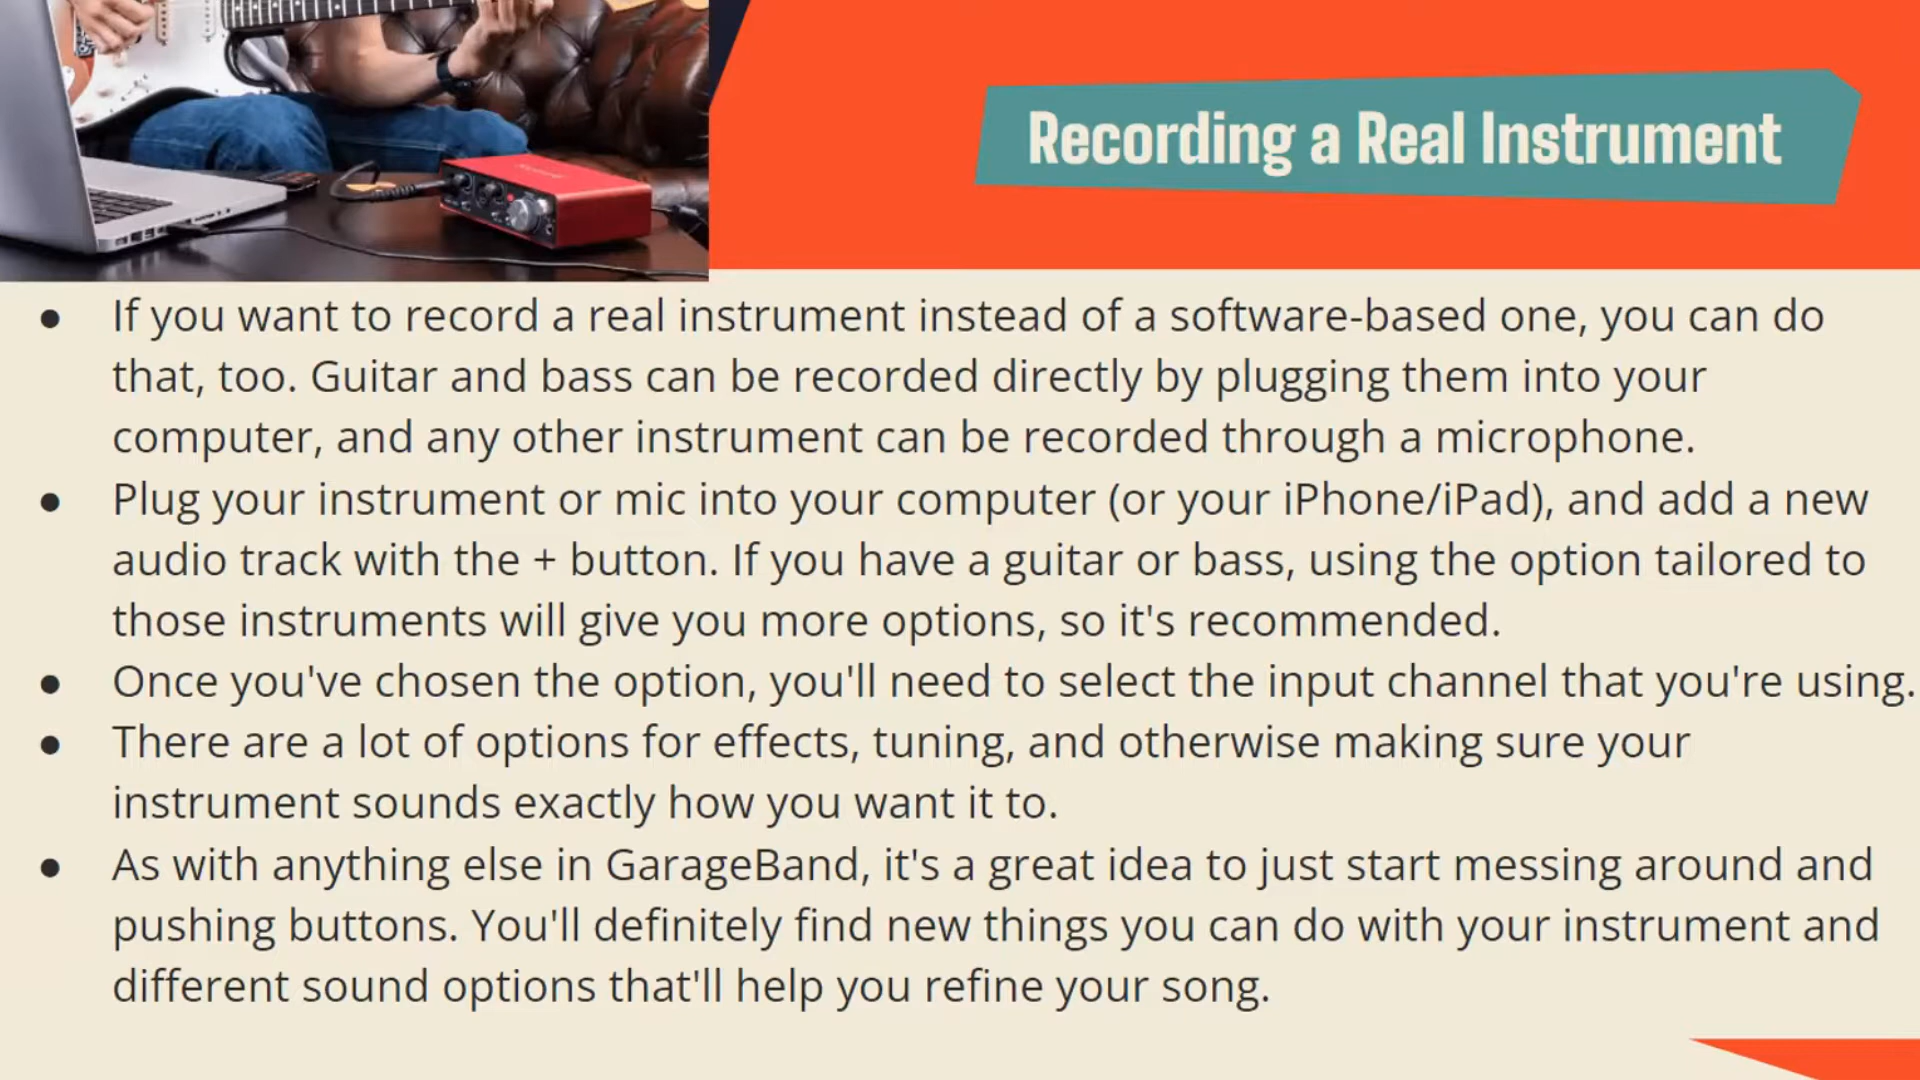 Recording a Real Instrument
● If you want to record a real instrument instead of a software-based one, you can do
that, too. Guitar and bass can be recorded directly by plugging them into your
computer, and any other instrument can be recorded through a microphone.
● Plug your instrument or mic into your computer (or your iPhone/iPad), and add a new
audio track with the + button. If you have a guitar or bass, using the option tailored to
those instruments will give you more options, so it's recommended.
● Once you've chosen the option, you'll need to select the input channel that you're using.
● There are a lot of options for effects, tuning, and otherwise making sure your
instrument sounds exactly how you want it to.
● As with anything else in GarageBand, it's a great idea to just start messing around and
pushing buttons. You'll definitely find new things you can do with your instrument and
different sound options that'll help you refine your song.